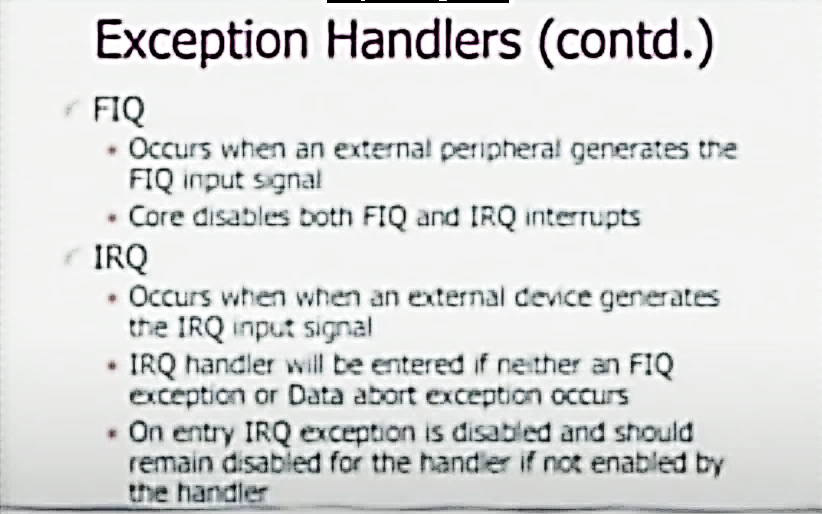 Exception Handlers (contd.)
FIQ
• Occurs when an external peripheral generates the
FIQ input signal
• Core disables both FIQ and IRQ interrupts
IRQ
• Occurs when when an external device generates
the IRQ input signal
• IRQ handler will be entered if neither an FIQ
exception or Data abort exception occurs
• On entry IRQ exception is disabled and should
remain disabled for the handler if not enabled by
the handler